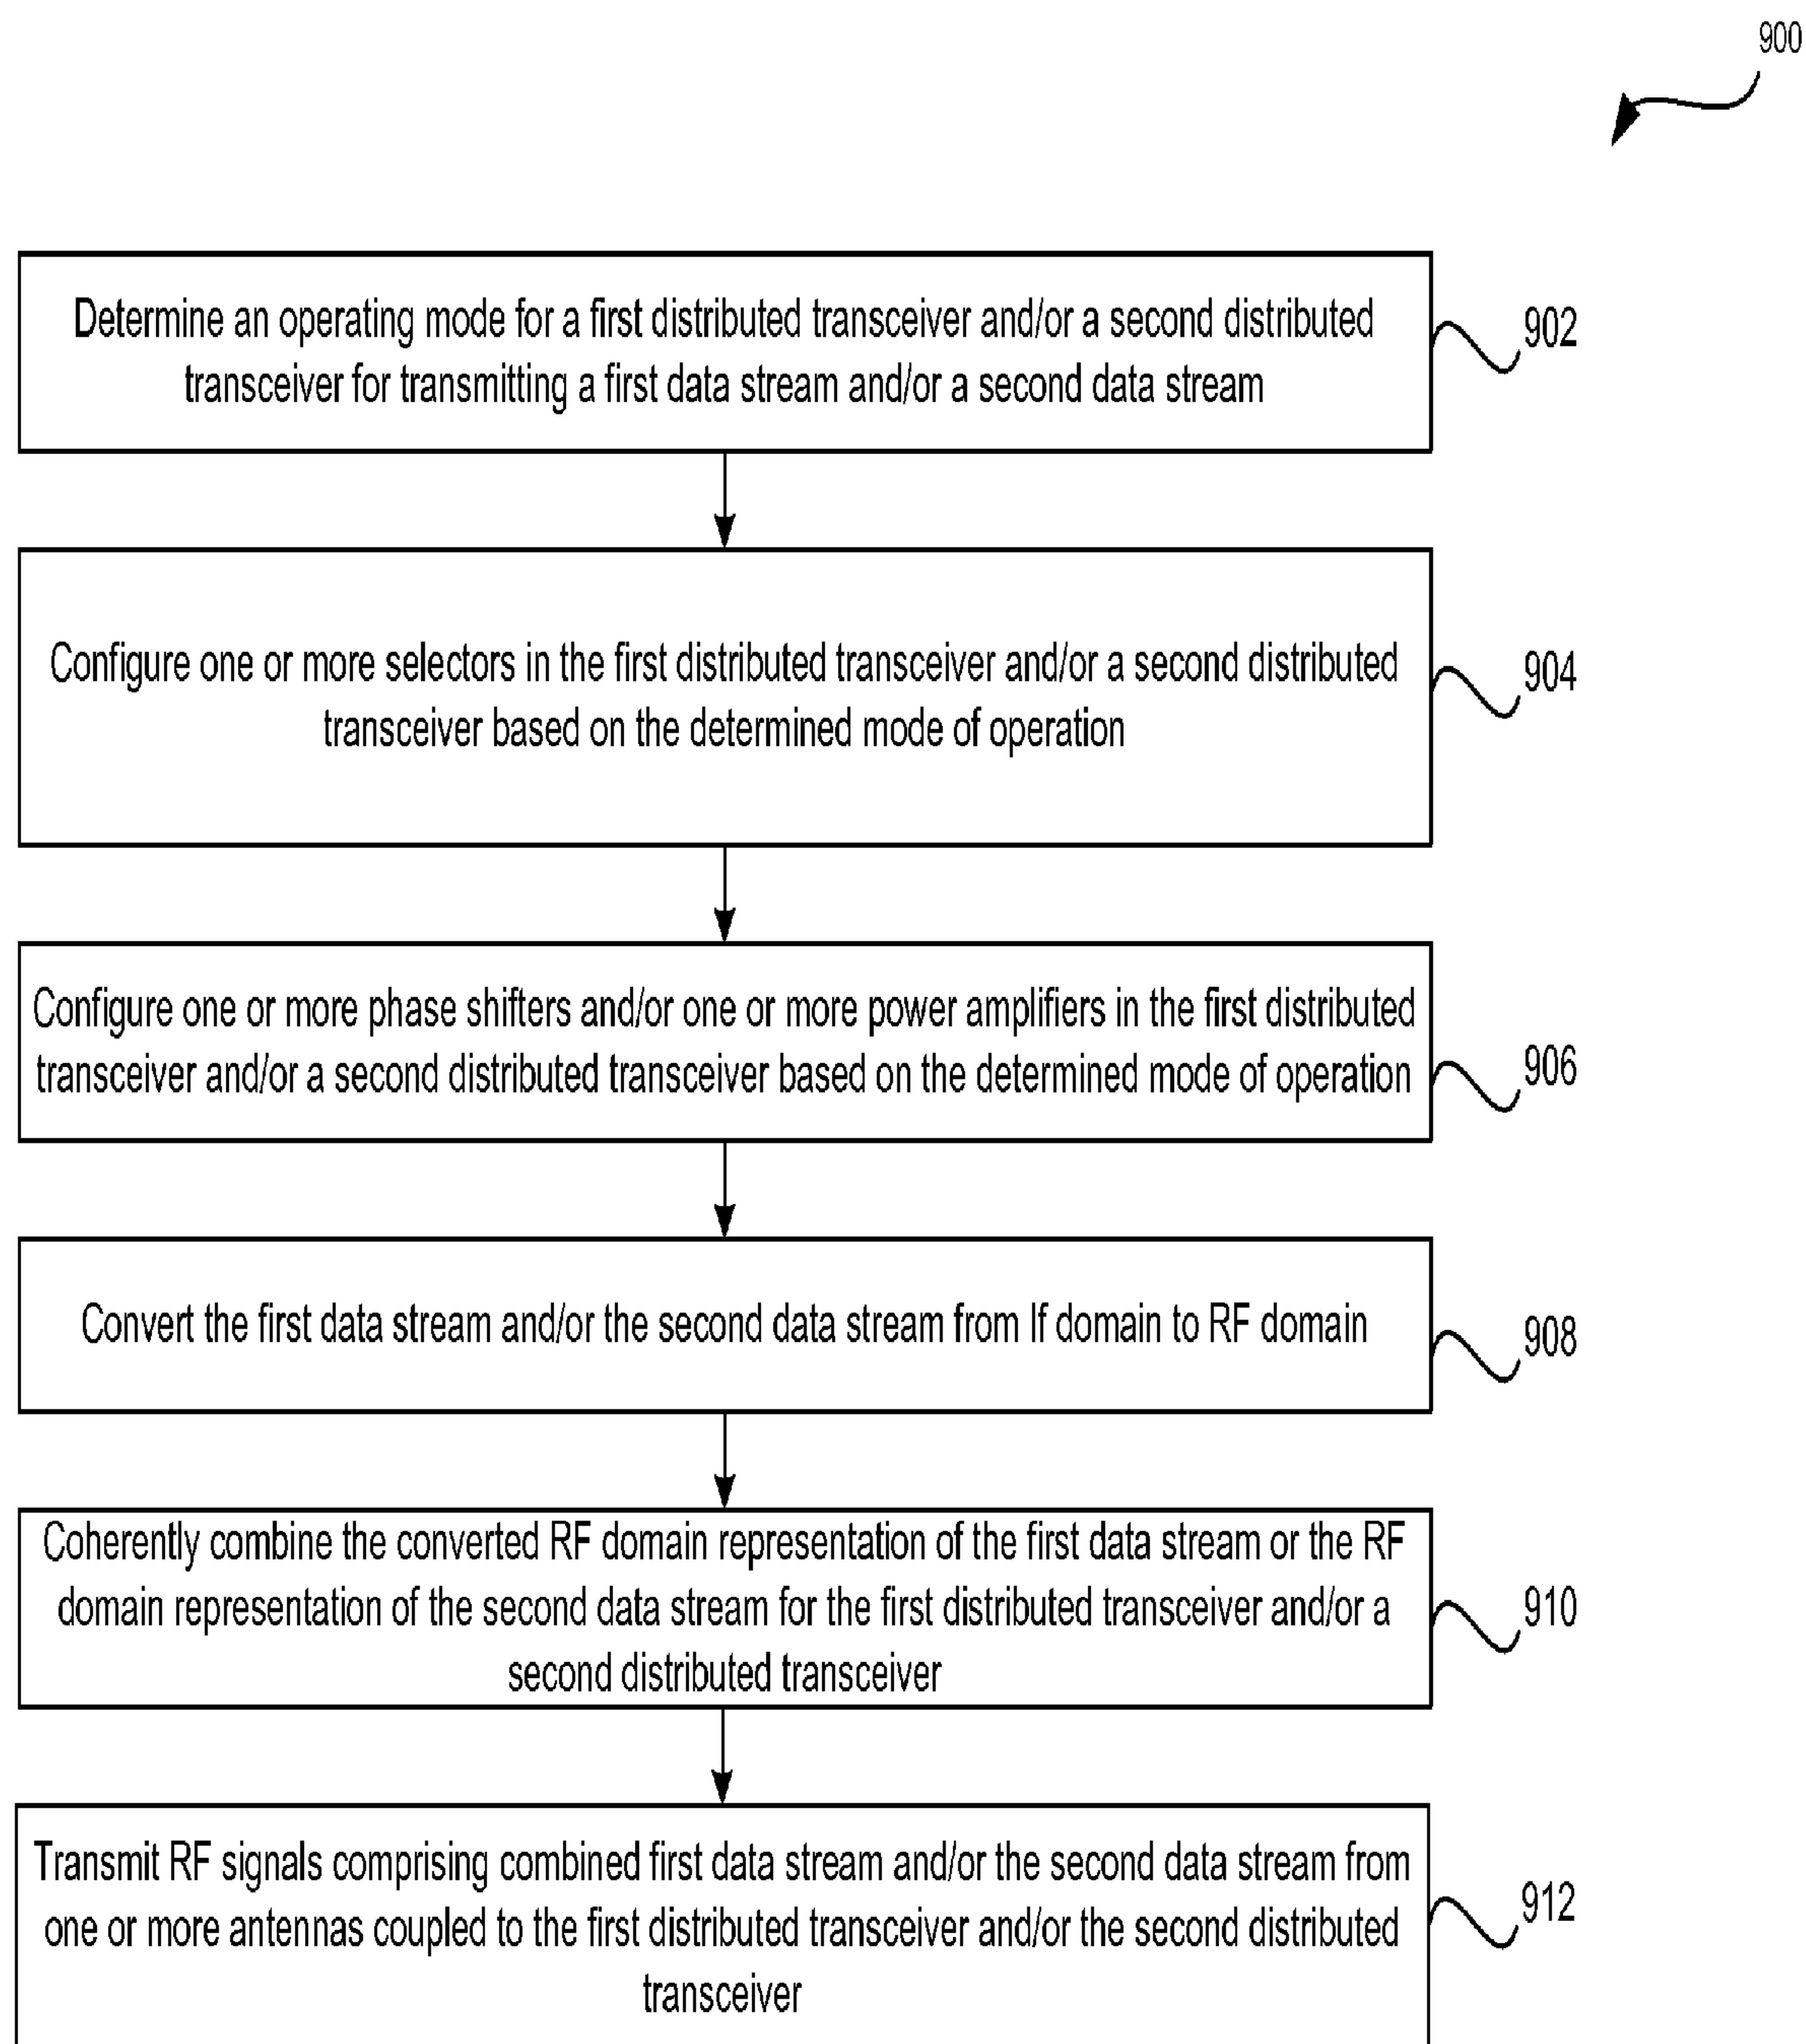 900
Determine an operating mode for a first distributed transceiver and/or a second distributed
transceiver for transmitting a first data stream and/or a second data stream
902
Configure one or more selectors in the first distributed transceiver and/or a second distributed
transceiver based on the determined mode of operation
904
Configure one or more phase shifters and/or one or more power amplifiers in the first distributed
transceiver and/or a second distributed transceiver based on the determined mode of operation
906
Convert the first data stream and/or the second data stream from If domain to RF domain
908
Coherently combine the converted RF domain representation of the first data stream or the RF
domain representation of the second data stream for the first distributed transceiver and/or a
second distributed transceiver
910
Transmit RF signals comprising combined first data stream and/or the second data stream from
one or more antennas coupled to the first distributed transceiver and/or the second distributed
transceiver
912